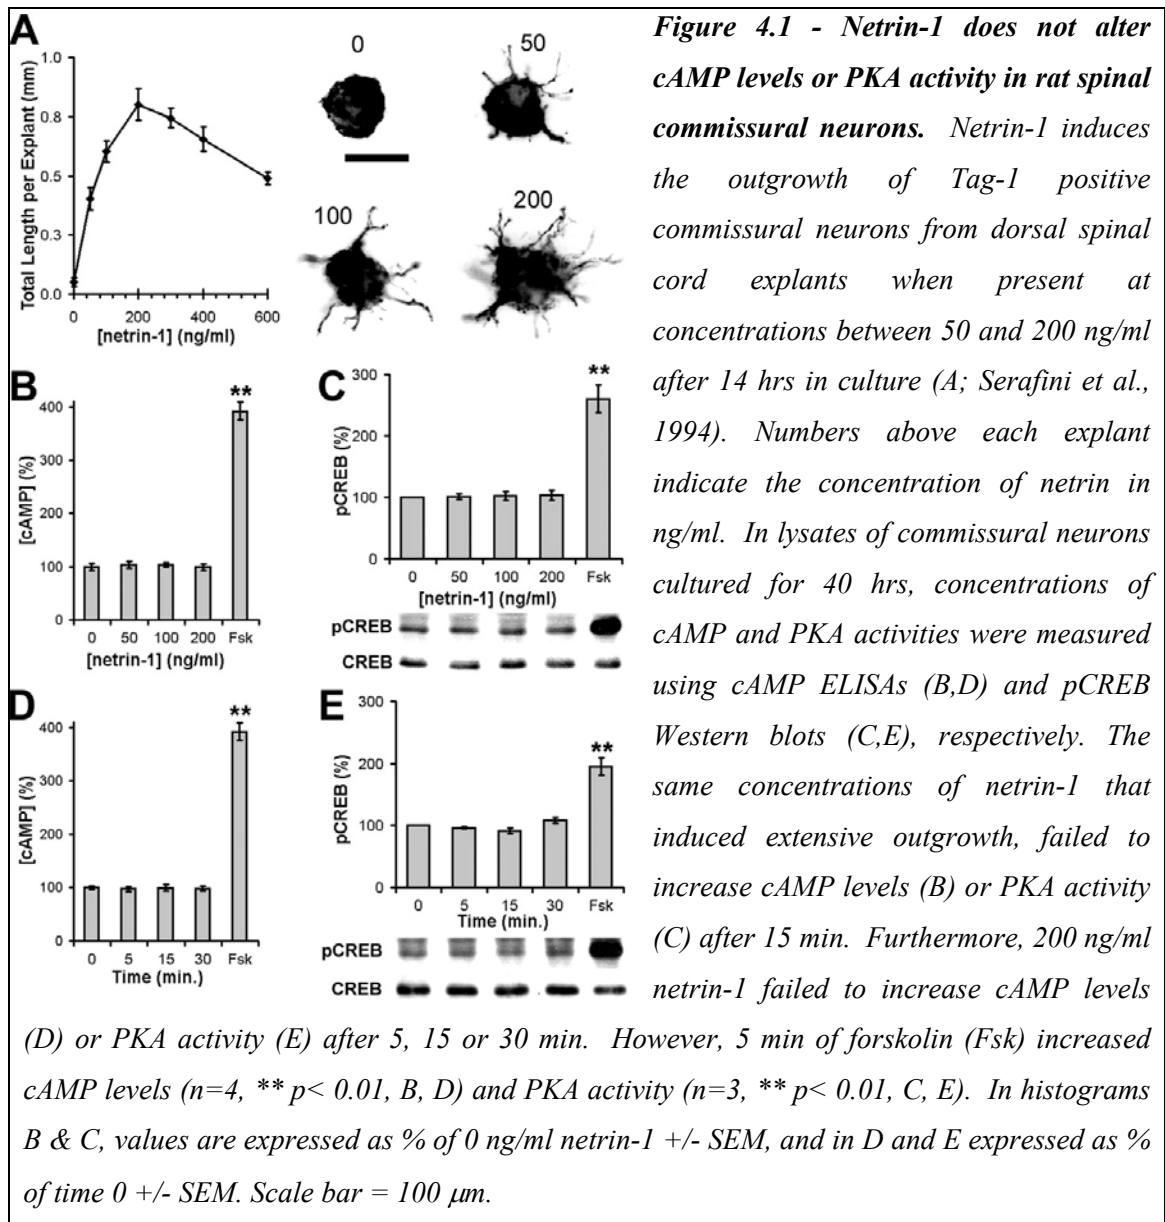 A
Total Length per Explant (mm)
1.0
0.8
0.5
0.3
0.0
0 200 400 600
[netrin-1] (ng/ml)
0
50
100
200
B
[cAMP] (%)
400
300
200
100
0
**
0 50 100 200 Fsk
[netrin-1] (ng/ml)
C
pCREB (%)
300
200
100
0
**
0 50 100 200 Fsk
[netrin-1] (ng/ml)
pCREB
CREB
D
[cAMP] (%)
400
300
200
100
0
**
0 5 15 30 Fsk
Time (min.)
E
pCREB (%)
300
200
100
0
**
0 5 15 30 Fsk
Time (min.)
pCREB
CREB
Figure 4.1 - Netrin-1 does not alter
cAMP levels or PKA activity in rat spinal
commissural neurons. Netrin-1 induces
the outgrowth of Tag-1 positive
commissural neurons from dorsal spinal
cord explants when present at
concentrations between 50 and 200 ng/ml
after 14 hrs in culture (A; Serafini et al.,
1994). Numbers above each explant
indicate the concentration of netrin in
ng/ml. In lysates of commissural neurons
cultured for 40 hrs, concentrations of
cAMP and PKA activities were measured
using cAMP ELISAs (B,D) and pCREB
Western blots (C,E), respectively. The
same concentrations of netrin-1 that
induced extensive outgrowth, failed to
increase cAMP levels (B) or PKA activity
(C) after 15 min. Furthermore, 200 ng/ml
netrin-1 failed to increase cAMP levels
(D) or PKA activity (E) after 5, 15 or 30 min. However, 5 min of forskolin (Fsk) increased
cAMP levels (n=4, ** p< 0.01, B, D) and PKA activity (n=3, ** p< 0.01, C, E). In histograms
B & C, values are expressed as % of 0 ng/ml netrin-1 +/- SEM, and in D and E expressed as %
of time 0 +/- SEM. Scale bar = 100 μm.